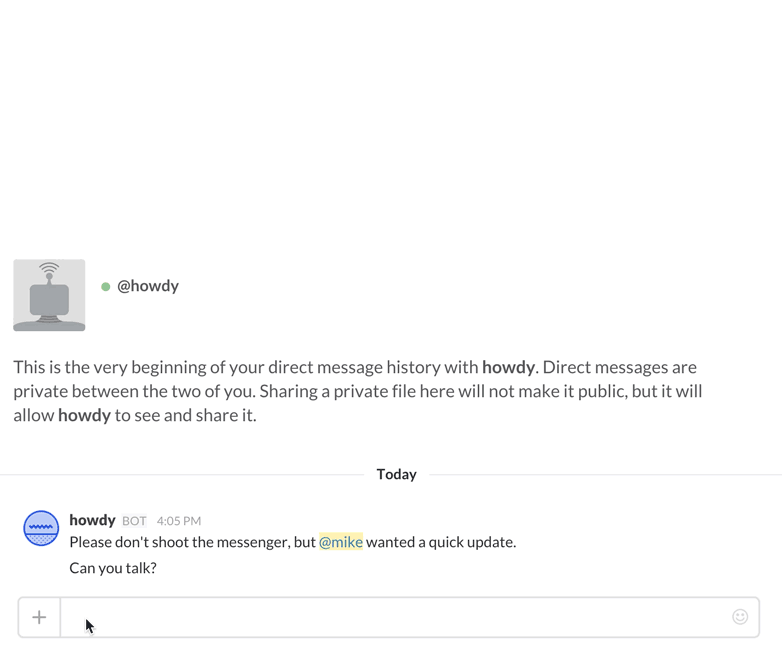 @howdy
This is the very beginning of your direct message history with howdy. Direct messages are
private between the two of you. Sharing a private file here will not make it public, but it will
allow howdy to see and share it.
Today
howdy BOT 4:05 PM
Please don't shoot the messenger, but @mike wanted a quick update.
Can you talk?